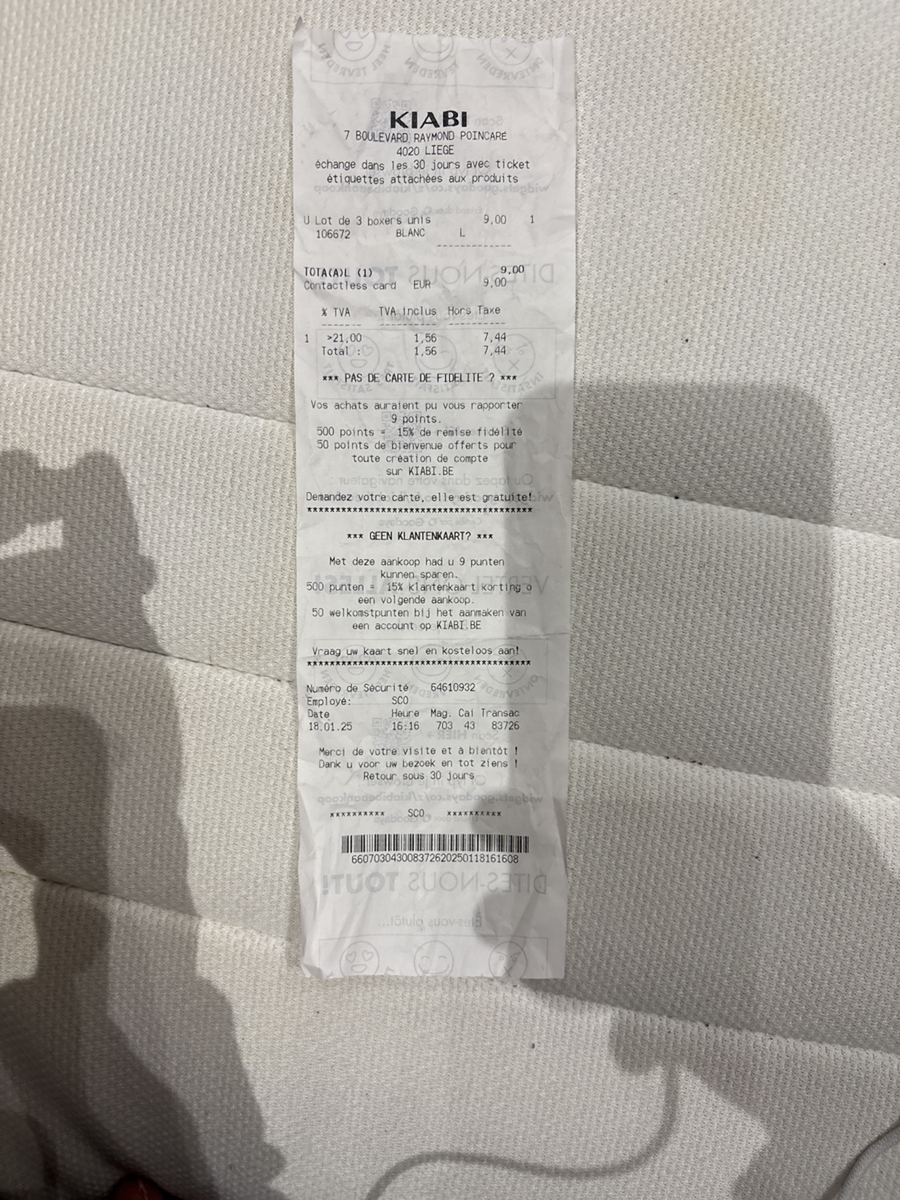 KIABI
7 BOULEVARD RAYMOND POINCARE
4020 LIEGE
échange dans les 30 jours avec ticket
étiquettes attachées aux produits
U Lot de 3 boxers unis 9,00 1
106672 BLANC L
------------
TOTA(A)L (1) 9,00
Contactless card EUR 9,00
% TVA TVA Inclus Hors Taxe
------- --------- ---------
1 >21,00 1,56 7,44
Total : 1,56 7,44
*** PAS DE CARTE DE FIDELITE ? ***
Vos achats auraient pu vous rapporter
9 points.
500 points = 15% de remise fidélité
50 points de bienvenue offerts pour
toute création de compte
sur KIABI.BE
Demandez votre carte, elle est gratuite!
****************************************
*** GEEN KLANTENKAART? ***
Met deze aankoop had u 9 punten
kunnen sparen.
500 punten = 15% klantenkaart korting o
een volgende aankoop.
50 welkomstpunten bij het aanmaken van
een account op KIABI.BE
Vraag uw kaart snel en kosteloos aan!
****************************************
Numéro de Sécurité 64610932
Employé: SCO
Date Heure Mag. Cai Transac
18.01.25 16:16 703 43 83726
Merci de votre visite et à bientôt !
Dank u voor uw bezoek en tot ziens !
Retour sous 30 jours
********** SCO **********
660703043008372620250118161608